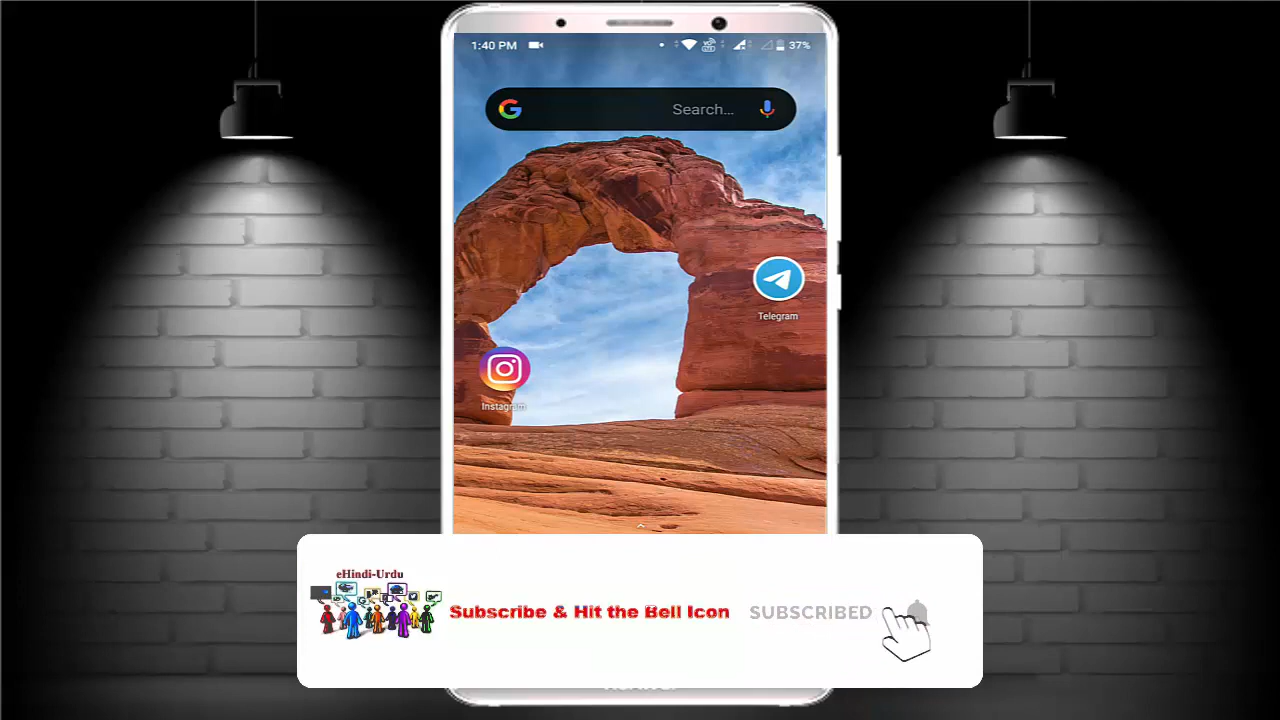 1:40 PM
37%
Search...
Telegram
Instagram
eHindi-Urdu
Subscribe & Hit the Bell Icon
SUBSCRIBED